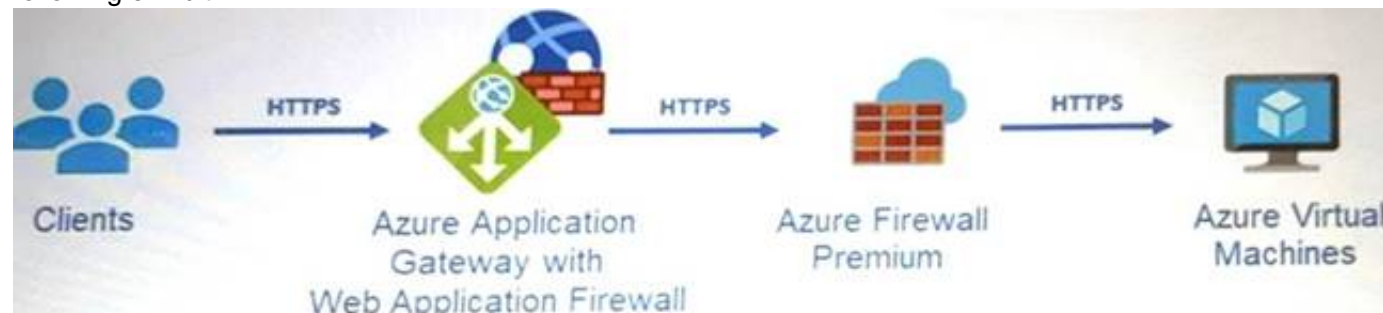 HTTPS
HTTPS
HTTPS
Clients
Azure Application
Gateway with
Web Application Firewall
Azure Firewall
Premium
Azure Virtual
Machines